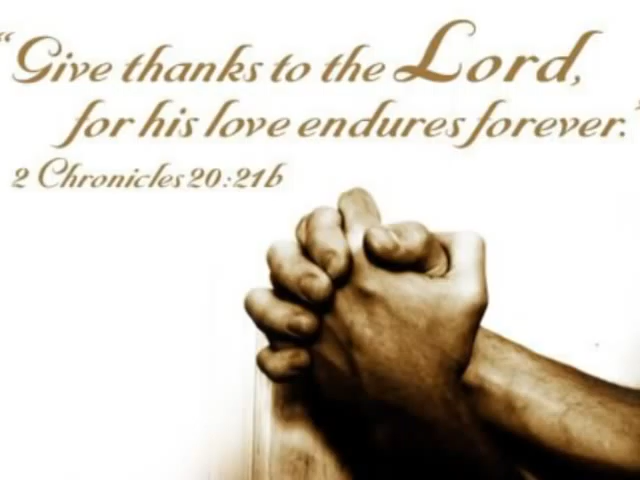 “Give thanks to the Lord,
for his love endures forever.”
2 Chronicles 20:21b